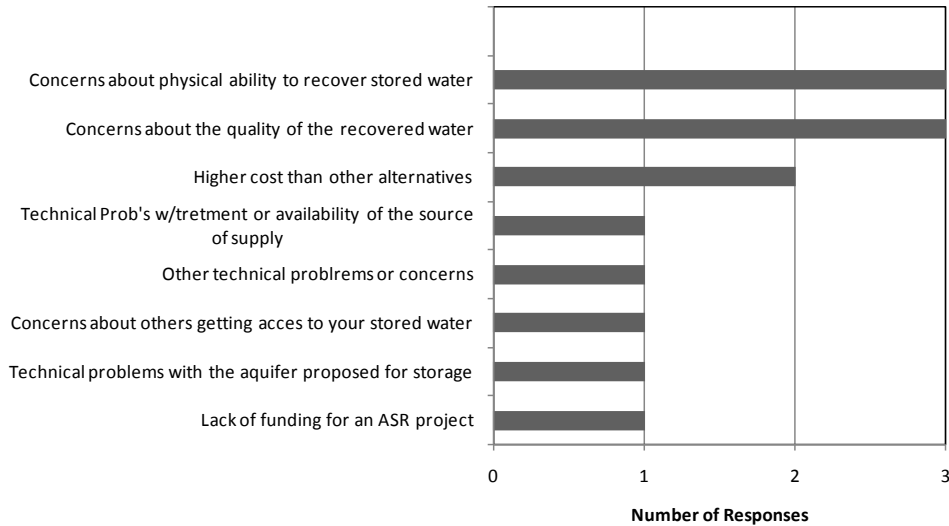 Concerns about physical ability to recover stored water
Concerns about the quality of the recovered water
Higher cost than other alternatives
Technical Prob's w/tretment or availability of the source
of supply
Other technical problrems or concerns
Concerns about others getting acces to your stored water
Technical problems with the aquifer proposed for storage
Lack of funding for an ASR project
0 1 2 3
Number of Responses